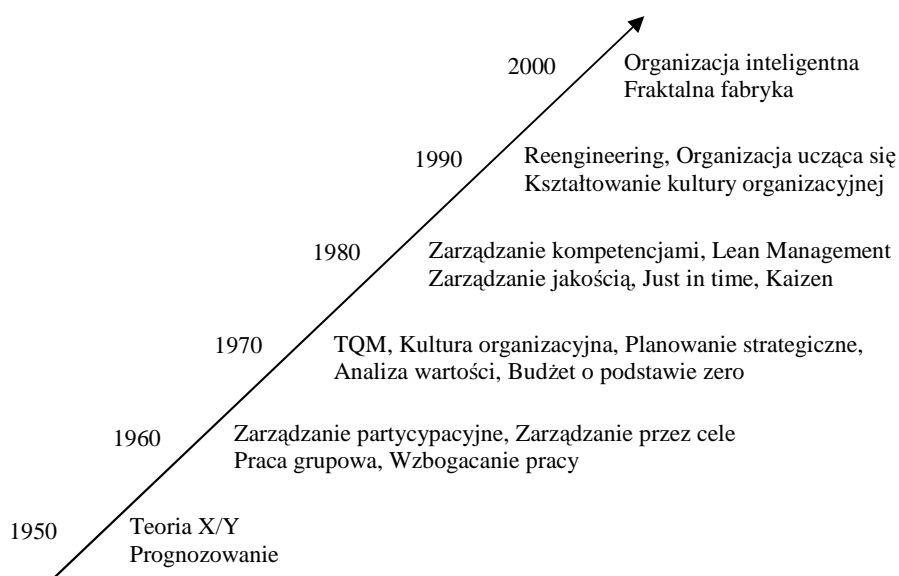 2000
Organizacja inteligentna
Fraktalna fabryka
1990
Reengineering, Organizacja ucząca się
Kształtowanie kultury organizacyjnej
1980
Zarządzanie kompetencjami, Lean Management
Zarządzanie jakością, Just in time, Kaizen
1970
TQM, Kultura organizacyjna, Planowanie strategiczne,
Analiza wartości, Budżet o podstawie zero
1960
Zarządzanie partycypacyjne, Zarządzanie przez cele
Praca grupowa, Wzbogacanie pracy
1950
Teoria X/Y
Prognozowanie